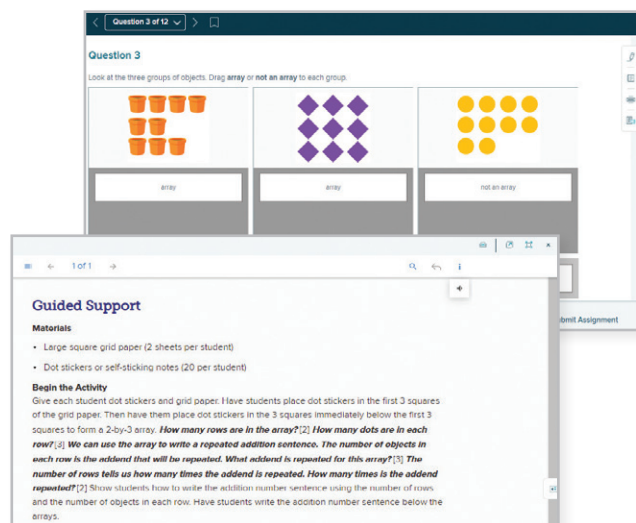 Question 3 of 12
Question 3
Look at the three groups of objects. Drag array or not an array to each group.
array
array
not an array
bmit Assignment
1 of 1
Guided Support
Materials
• Large square grid paper (2 sheets per student)
• Dot stickers or self-sticking notes (20 per student)
Begin the Activity
Give each student dot stickers and grid paper. Have students place dot stickers in the first 3 squares
of the grid paper. Then have them place dot stickers in the 3 squares immediately below the first 3
squares to form a 2-by-3 array. How many rows are in the array? [2] How many dots are in each
row? [3] We can use the array to write a repeated addition sentence. The number of objects in
each row is the addend that will be repeated. What addend is repeated for this array? [3] The
number of rows tells us how many times the addend is repeated. How many times is the addend
repeated? [2] Show students how to write the addition number sentence using the number of rows
and the number of objects in each row. Have students write the addition number sentence below the
arrays.